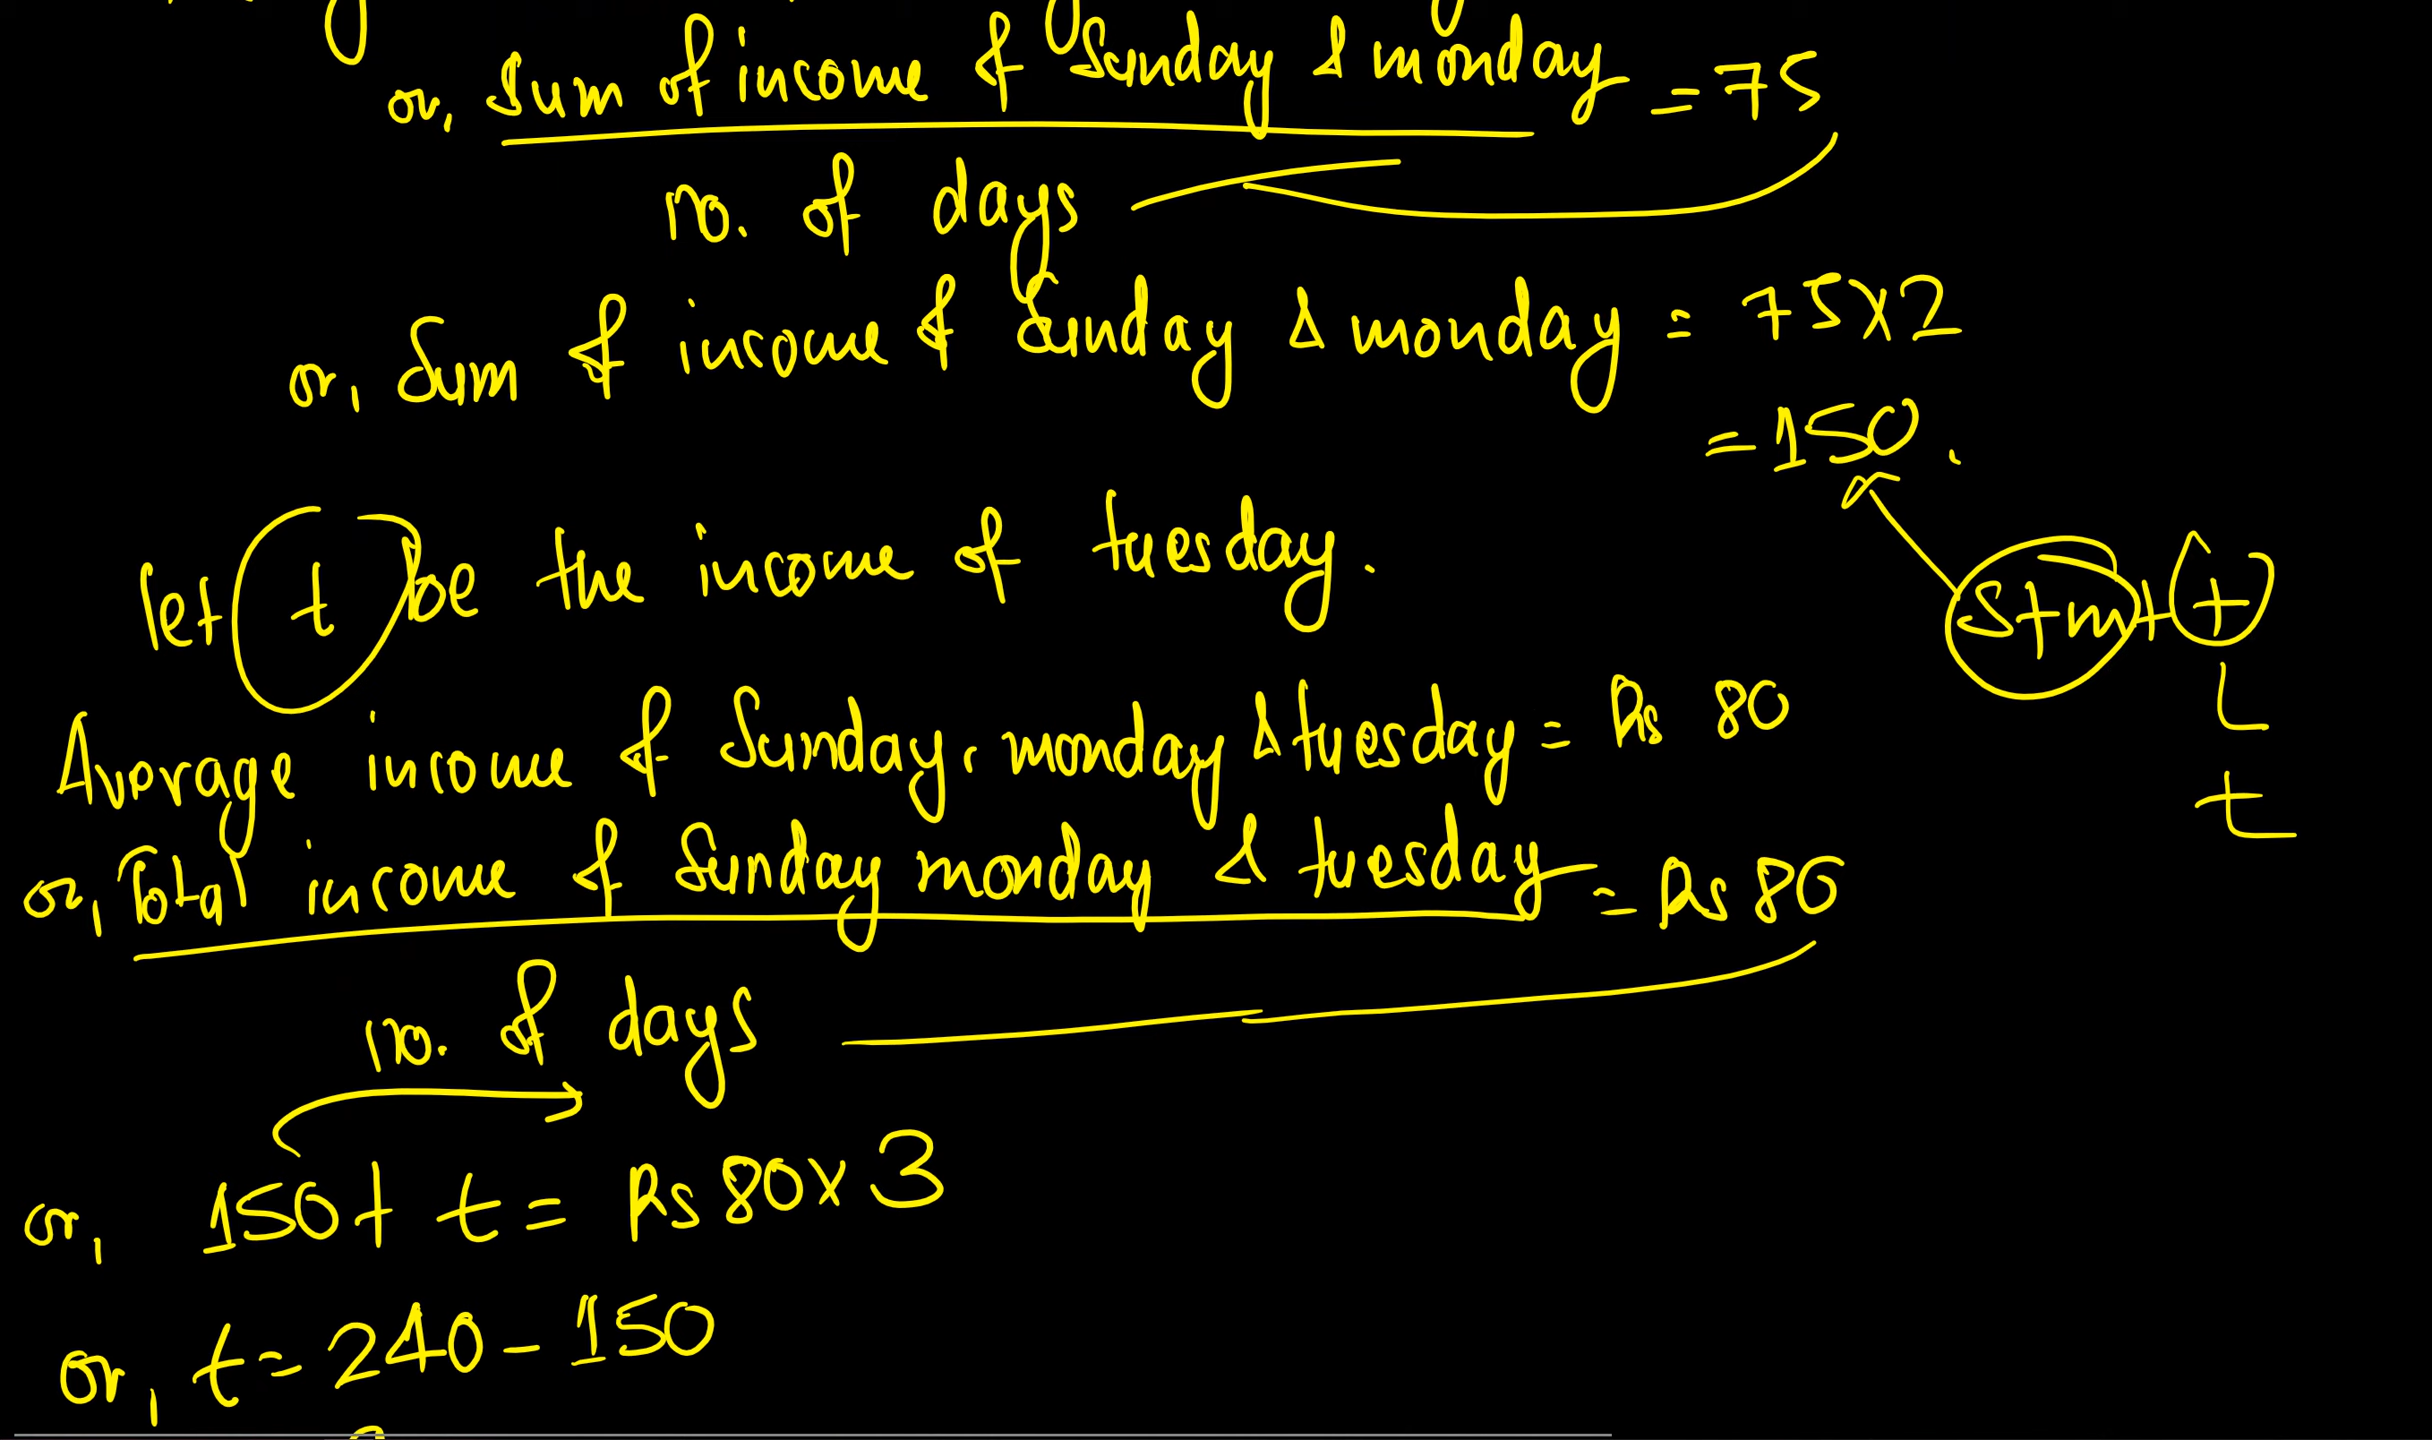 or, Sum of income of Sunday & monday = 75
no. of days
or, Sum of income of Sunday & monday = 75×2
= 150.
let t be the income of tuesday.
S+m+t
t
Average income of Sunday, monday & tuesday = Rs 80
or, Total income of Sunday monday & tuesday = Rs 80
no. of days
or, 150 + t = Rs 80 × 3
or, t = 240 - 150